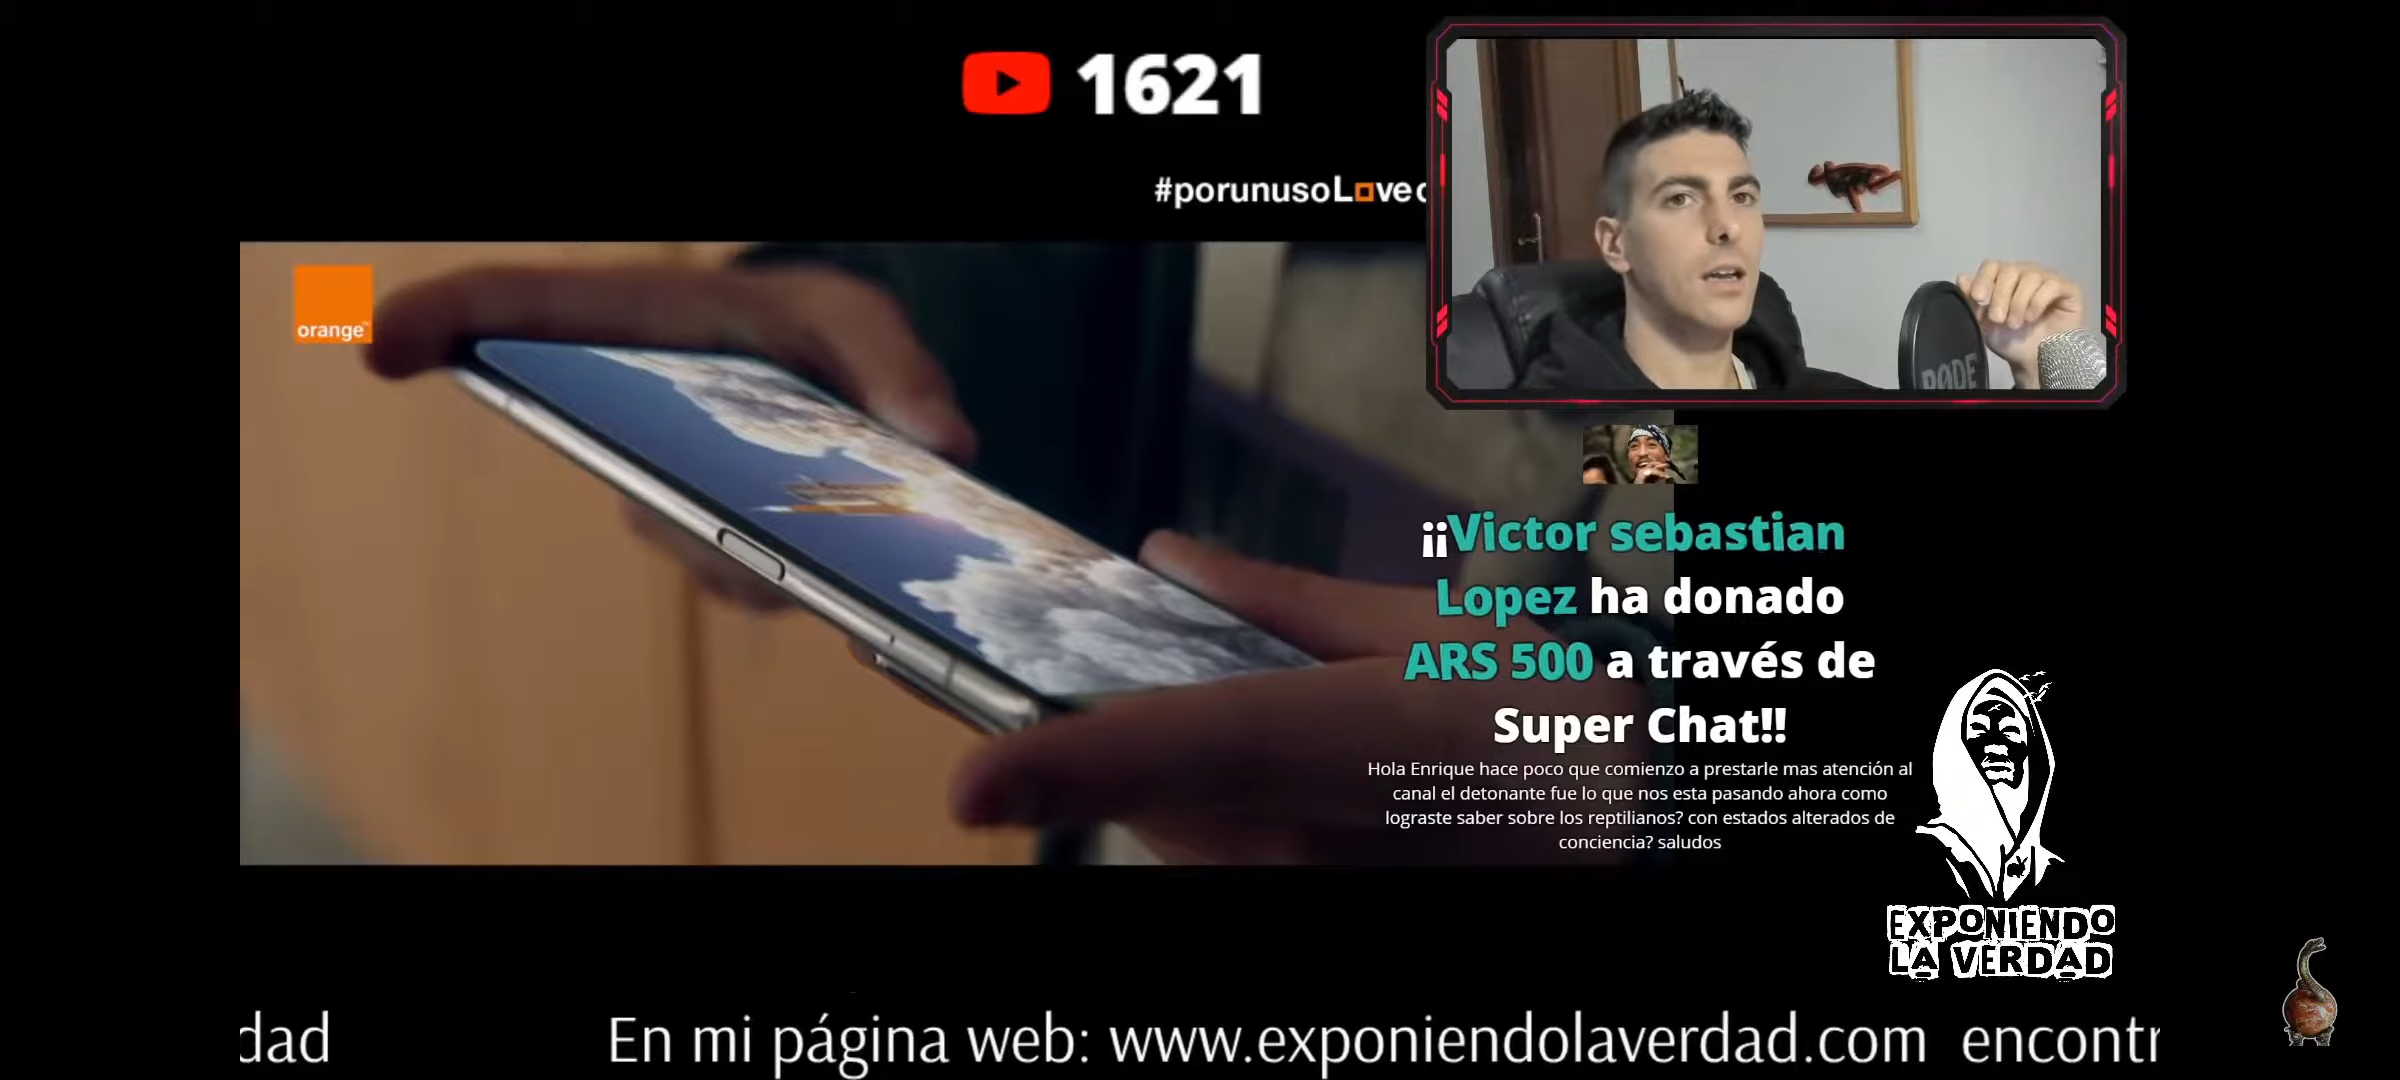 1621
#porunusoLove
orange
RØDE
¡¡Victor sebastian
Lopez ha donado
ARS 500 a través de
Super Chat!!
Hola Enrique hace poco que comienzo a prestarle mas atención al
canal el detonante fue lo que nos esta pasando ahora como
lograste saber sobre los reptilianos? con estados alterados de
conciencia? saludos
EXPONIENDO
LA VERDAD
dad En mi página web: www.exponiendolaverdad.com encontr